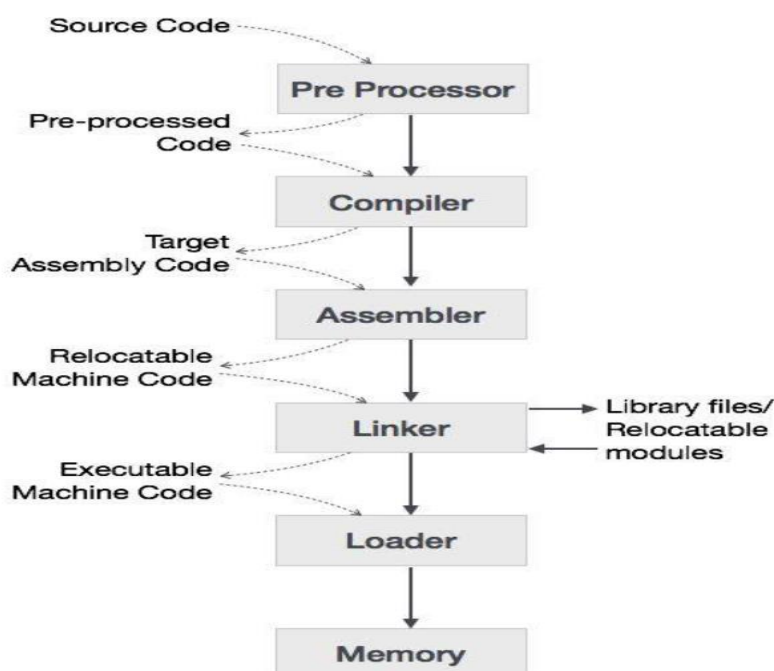 Source Code
Pre Processor
Pre-processed
Code
Compiler
Target
Assembly Code
Assembler
Relocatable
Machine Code
Linker
Library files/
Relocatable
modules
Executable
Machine Code
Loader
Memory